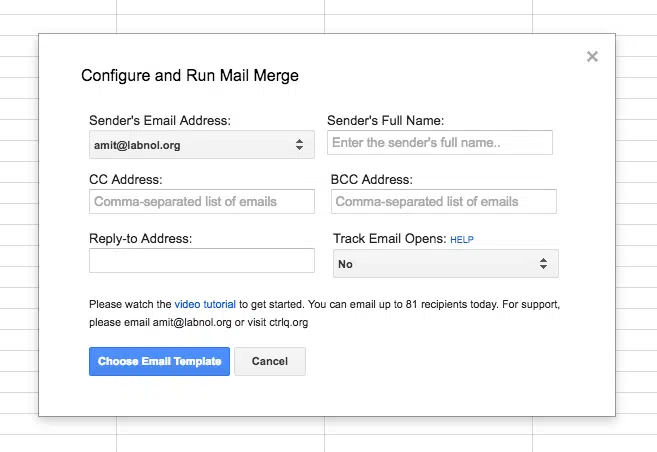 ×
Configure and Run Mail Merge
Sender's Email Address: Sender's Full Name:
amit@labnol.org Enter the sender's full name..
CC Address: BCC Address:
Comma-separated list of emails Comma-separated list of emails
Reply-to Address: Track Email Opens: HELP
No
Please watch the video tutorial to get started. You can email up to 81 recipients today. For support,
please email amit@labnol.org or visit ctrlq.org
Choose Email Template Cancel